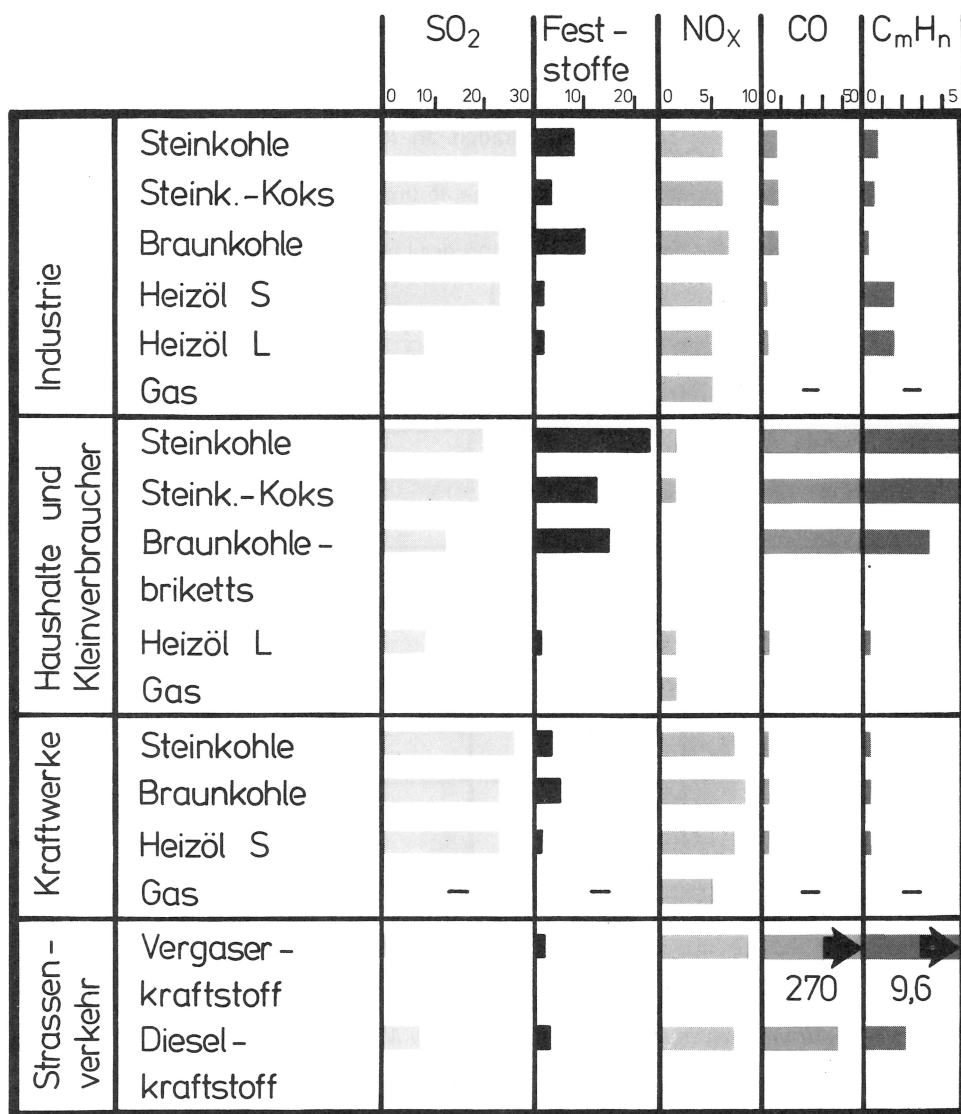 SO2 Fest- NOX CO CmHn
stoffe
0 10 20 30 0 10 20 0 5 10 0 50 0 5
Industrie
Steinkohle
Steink.-Koks
Braunkohle
Heizöl S
Heizöl L
Gas — —
Haushalte und
Kleinverbraucher
Steinkohle
Steink.-Koks
Braunkohle-
briketts
Heizöl L
Gas
Kraftwerke
Steinkohle
Braunkohle
Heizöl S
Gas — — — —
Strassen-
verkehr
Vergaser-
kraftstoff 270 9,6
Diesel-
kraftstoff